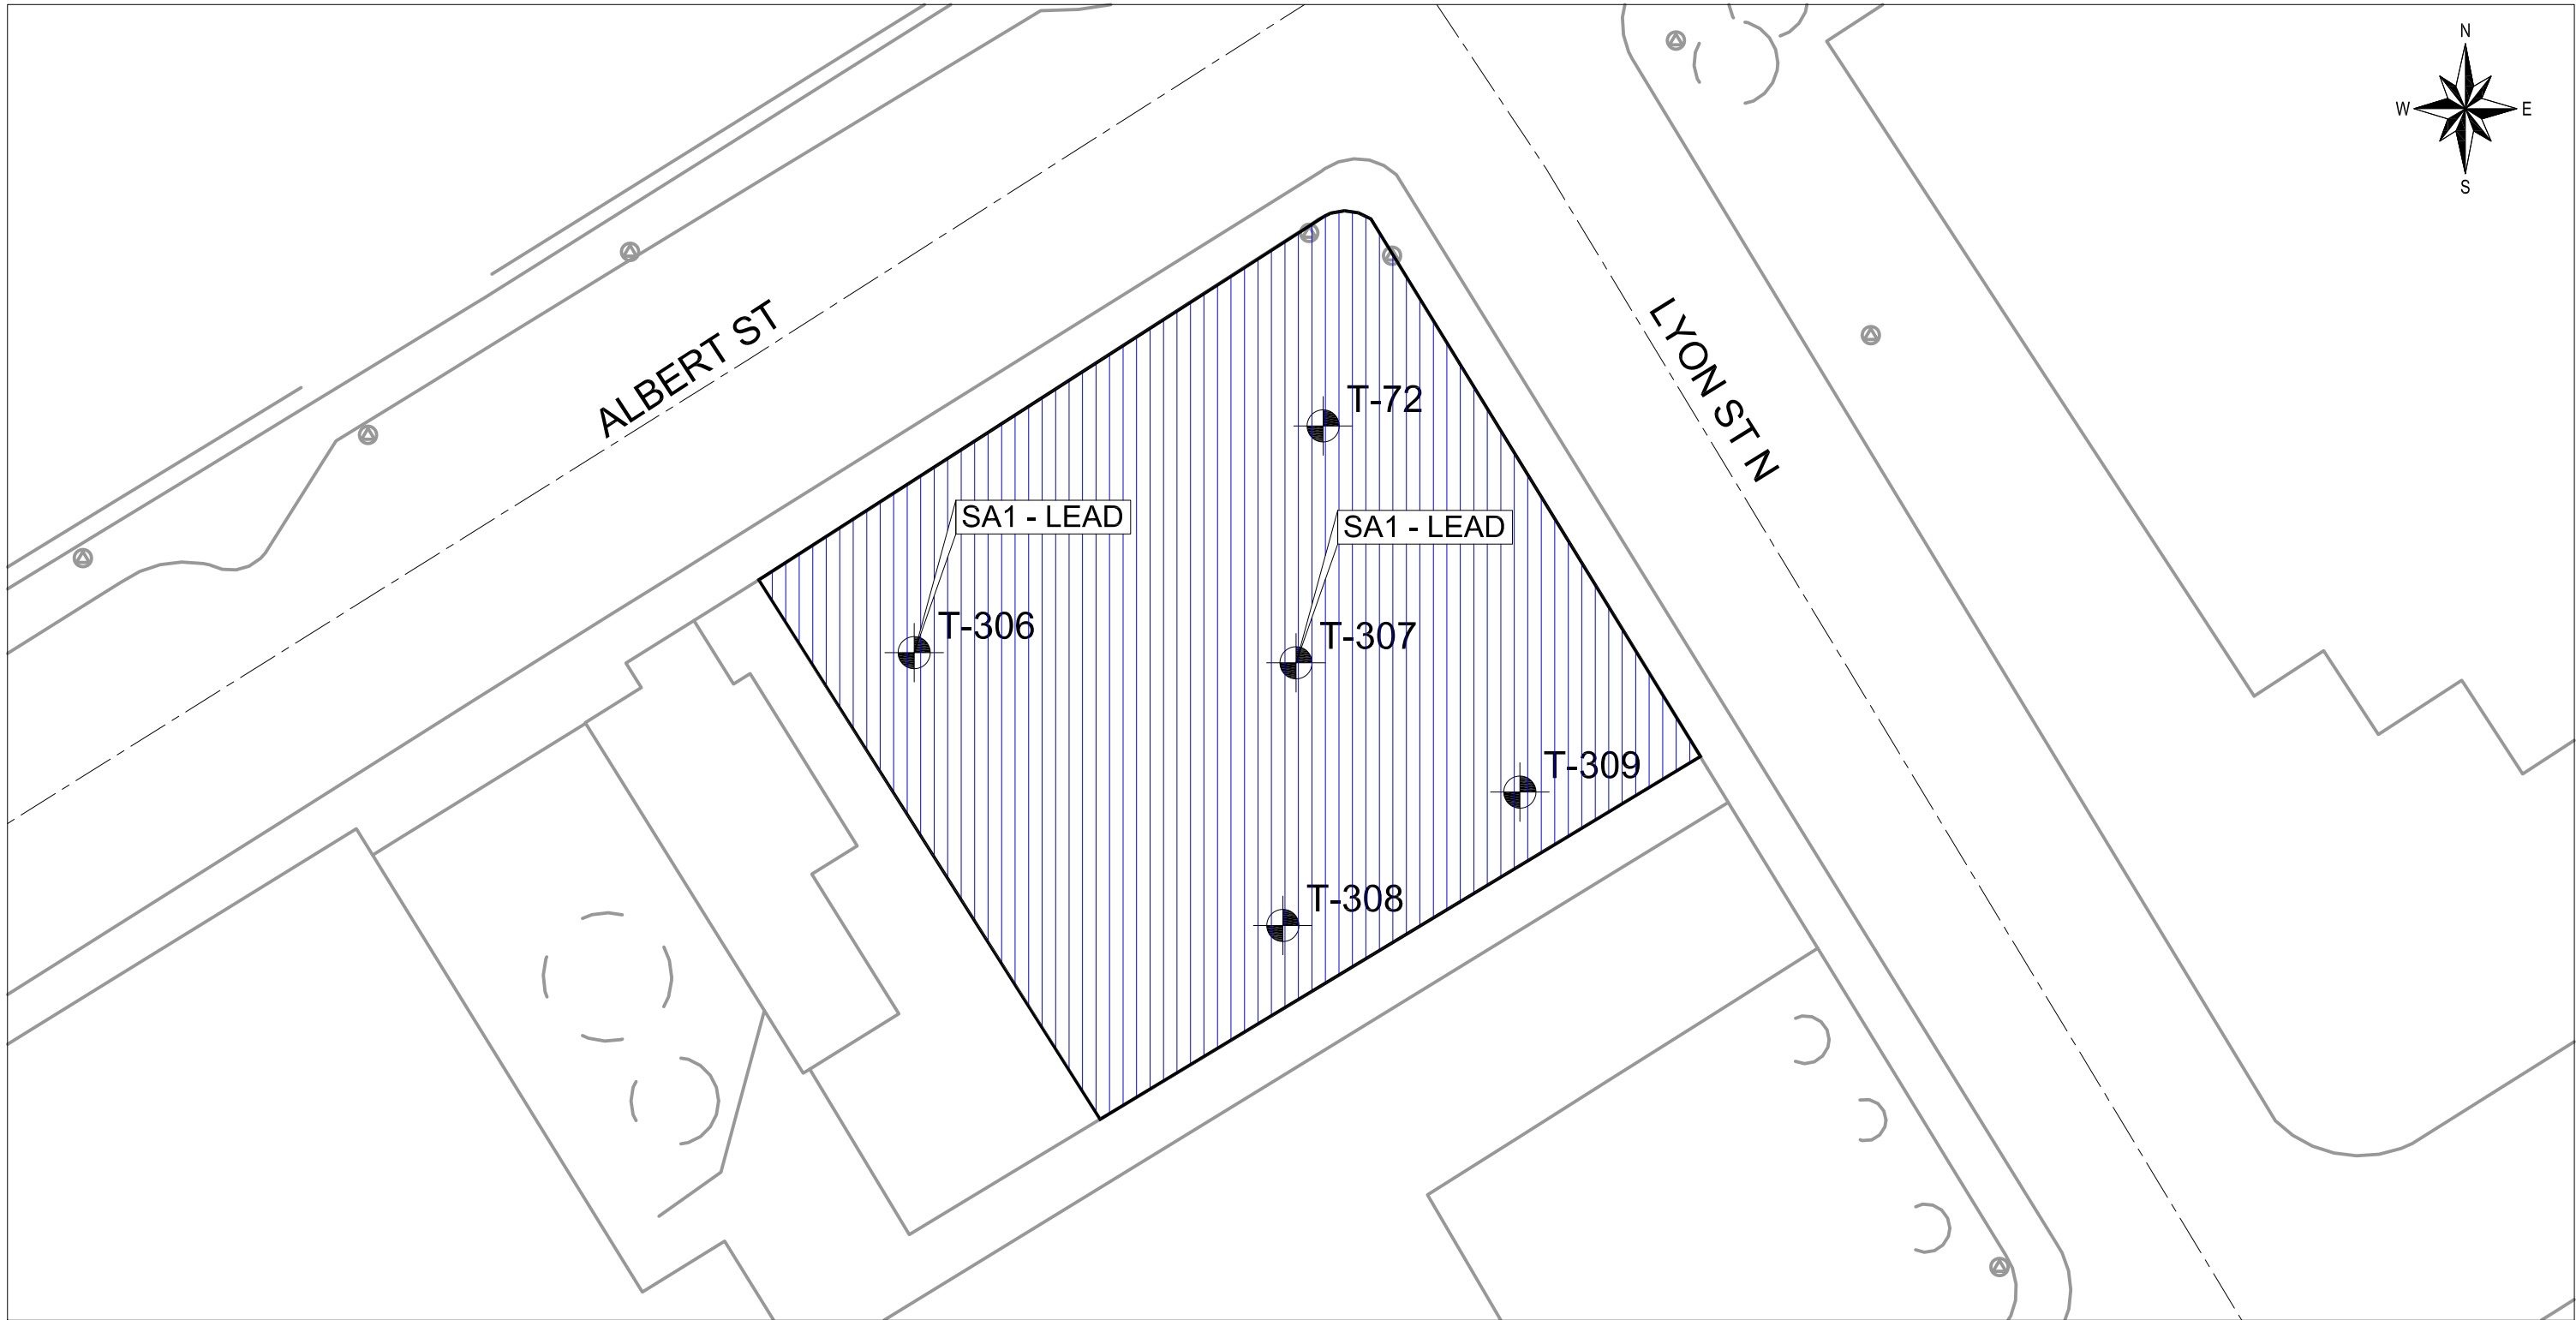 N
W
E
S
ALBERT ST
LYON ST N
T-72
SA1 - LEAD
SA1 - LEAD
T-306
T-307
T-309
T-308